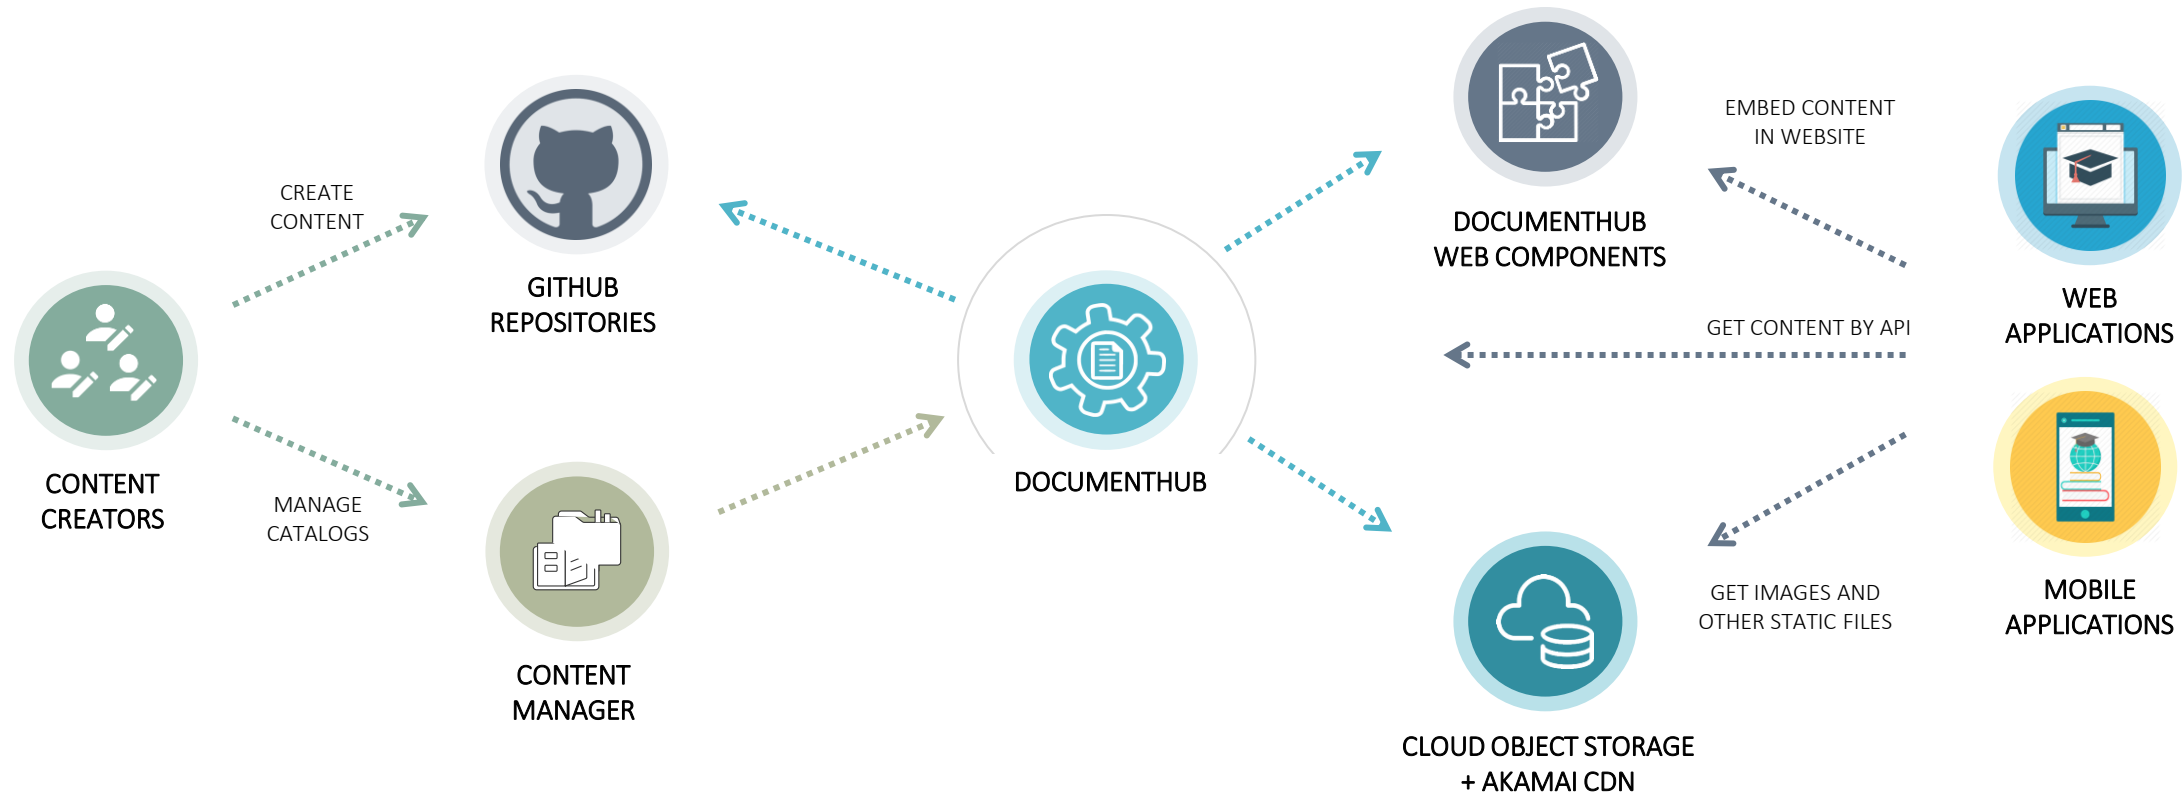 CREATE
CONTENT
CONTENT
CREATORS
MANAGE
CATALOGS
GITHUB
REPOSITORIES
CONTENT
MANAGER
DOCUMENTHUB
DOCUMENTHUB
WEB COMPONENTS
EMBED CONTENT
IN WEBSITE
GET CONTENT BY API
GET IMAGES AND
OTHER STATIC FILES
CLOUD OBJECT STORAGE
+ AKAMAI CDN
WEB
APPLICATIONS
MOBILE
APPLICATIONS